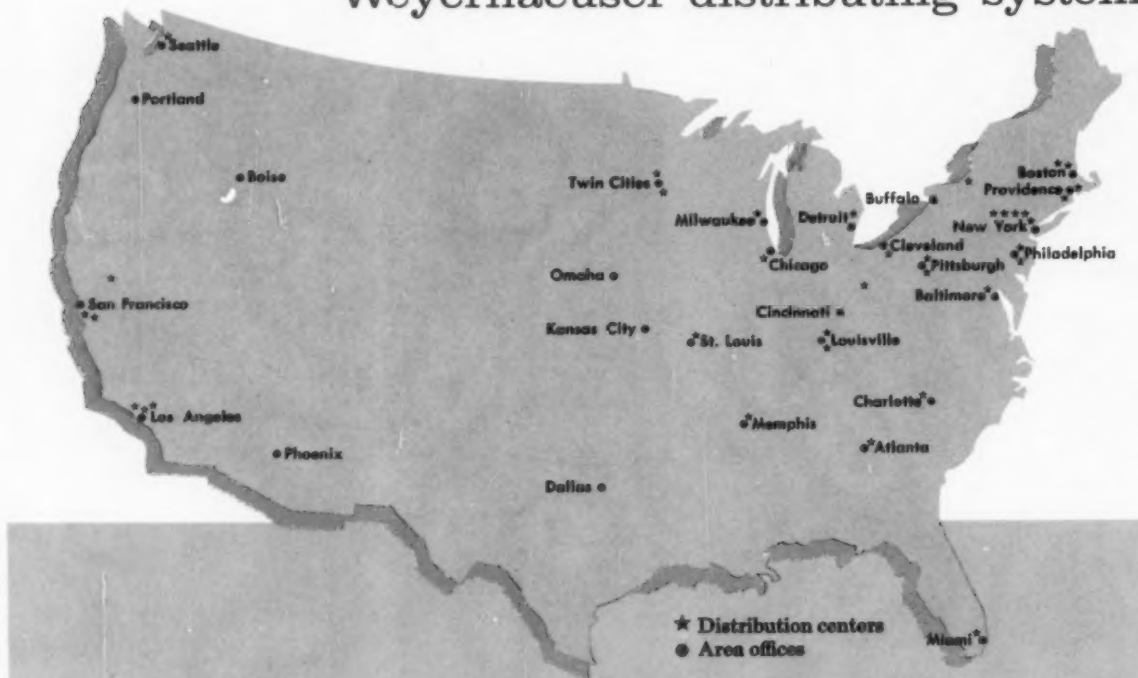 Weyerhaeuser distributing system
Seattle
Portland
Boise
Twin Cities
Boston
Providence
Buffalo
Milwaukee
Detroit
New York
Cleveland
Philadelphia
Chicago
Pittsburgh
Omaha
Baltimore
San Francisco
Cincinnati
Kansas City
St. Louis
Louisville
Charlotte
Los Angeles
Memphis
Atlanta
Phoenix
Dallas
★ Distribution centers
● Area offices
Miami